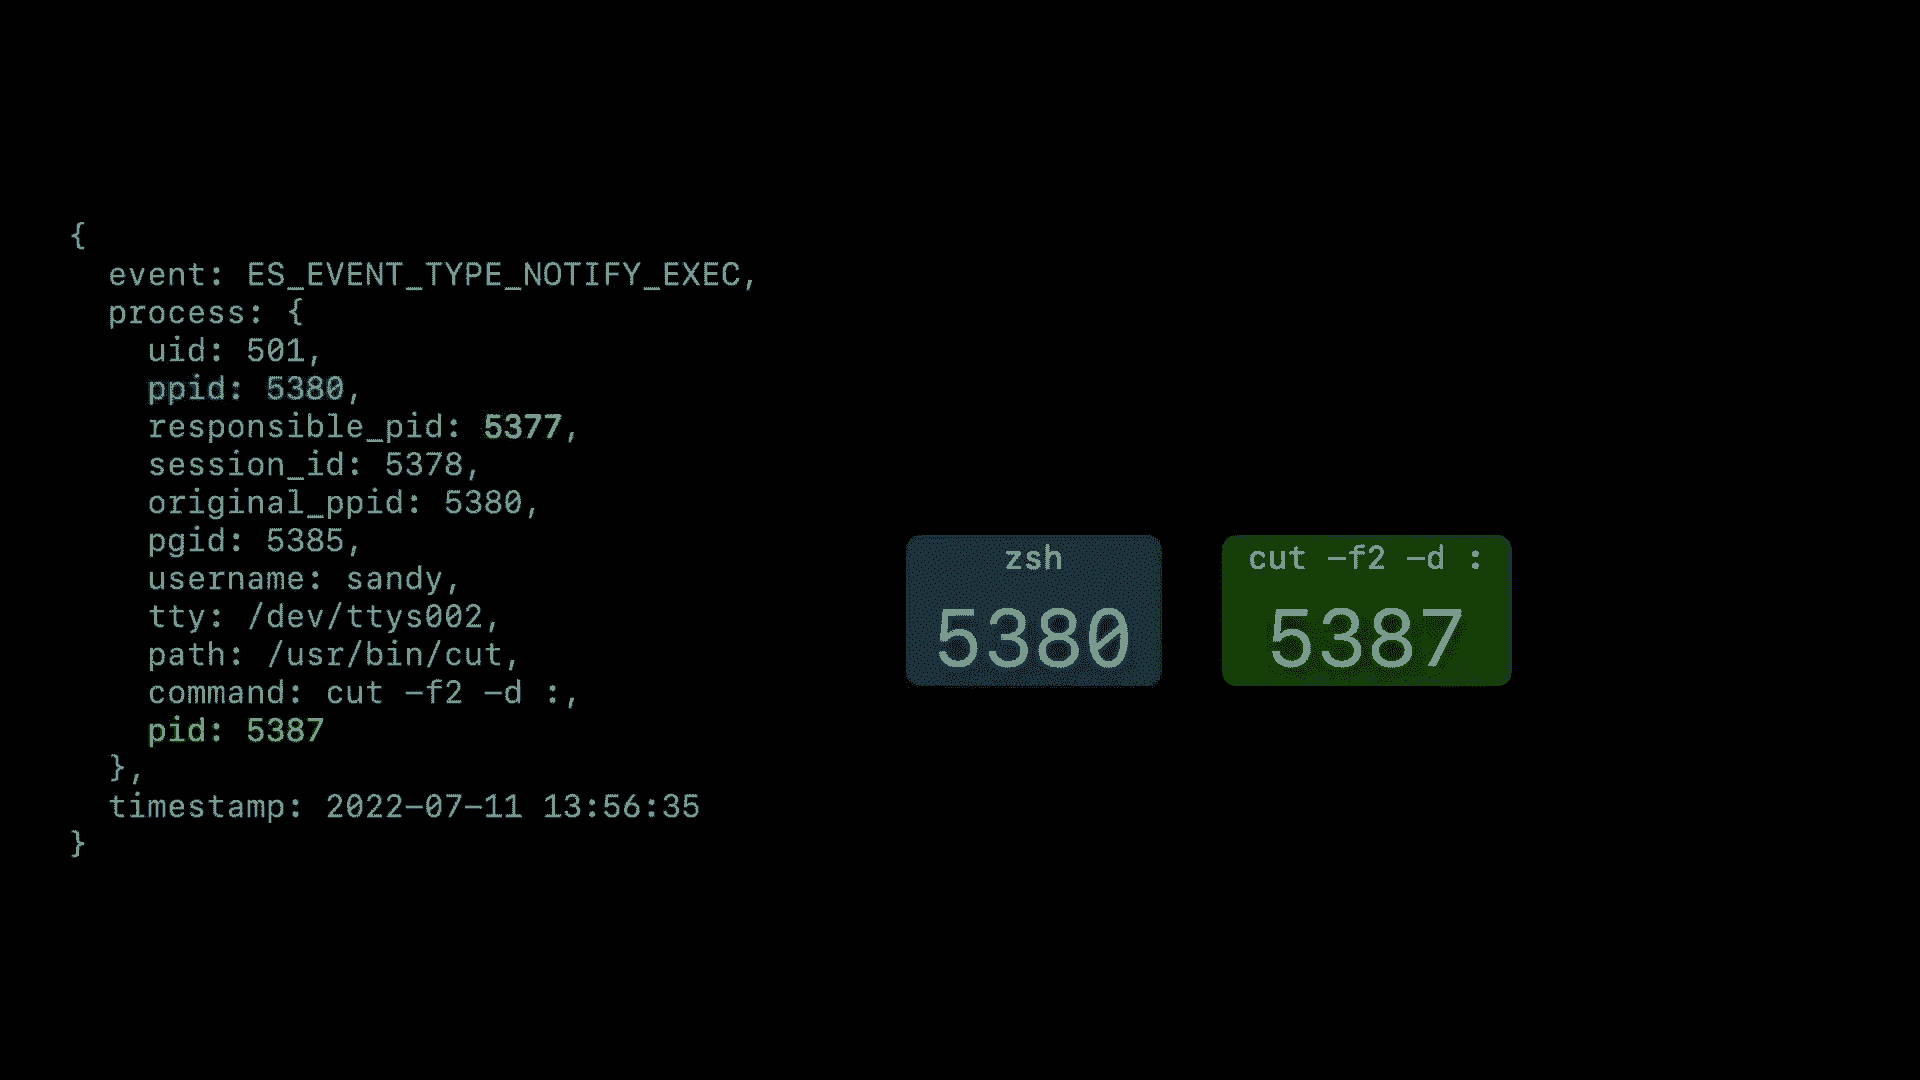 {
event: ES_EVENT_TYPE_NOTIFY_EXEC,
process: {
uid: 501,
ppid: 5380,
responsible_pid: 5377,
session_id: 5378,
original_ppid: 5380,
pgid: 5385,
username: sandy,
tty: /dev/ttys002,
path: /usr/bin/cut,
command: cut -f2 -d :,
pid: 5387
},
timestamp: 2022-07-11 13:56:35
}
zsh
5380
cut -f2 -d :
5387